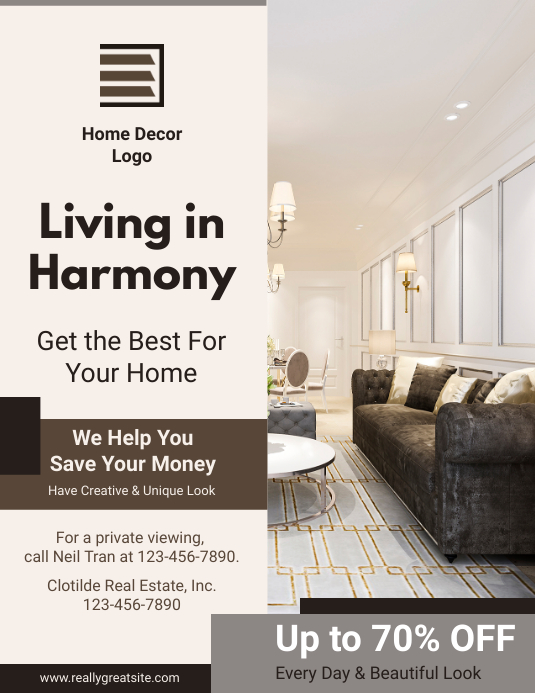 Home Decor
Logo
Living in
Harmony
Get the Best For
Your Home
We Help You
Save Your Money
Have Creative & Unique Look
For a private viewing,
call Neil Tran at 123-456-7890.
Clotilde Real Estate, Inc.
123-456-7890
www.reallygreatsite.com
Up to 70% OFF
Every Day & Beautiful Look